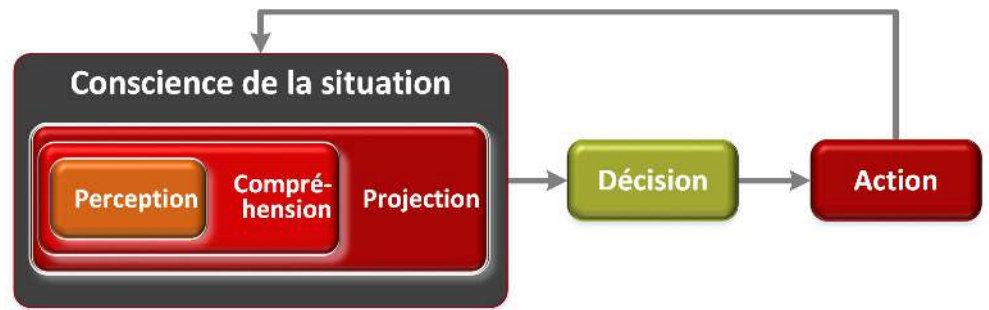 Conscience de la situation
Perception
Compré-
hension
Projection
Décision
Action